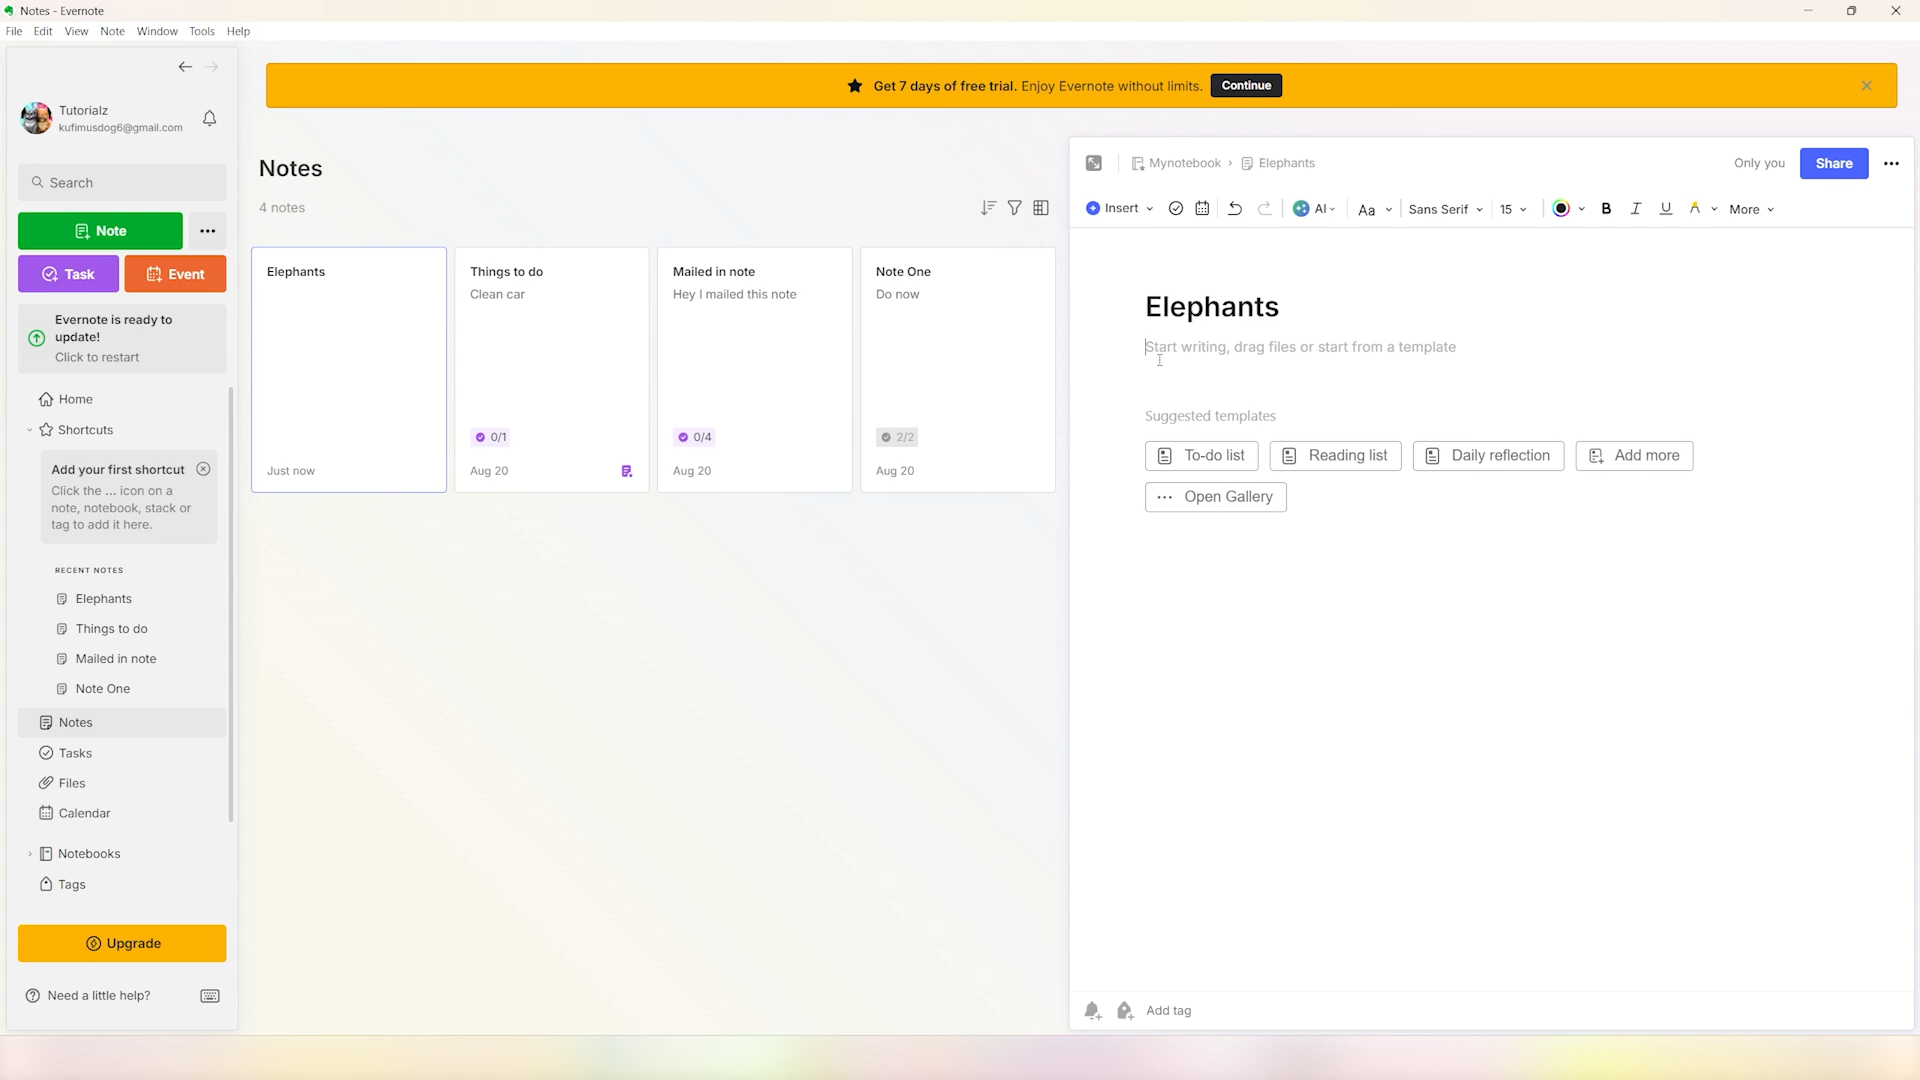 Notes - Evernote
File Edit View Note Window Tools Help
Tutorialz
kufimusdog6@gmail.com
Search
Note
Task
Event
Evernote is ready to
update!
Click to restart
Home
Shortcuts
Add your first shortcut
Click the ... icon on a
note, notebook, stack or
tag to add it here.
RECENT NOTES
Elephants
Things to do
Mailed in note
Note One
Notes
Tasks
Files
Calendar
Notebooks
Tags
Upgrade
Need a little help?
Get 7 days of free trial. Enjoy Evernote without limits. Continue
Notes
4 notes
Elephants
Just now
Things to do
Clean car
0/1
Aug 20
Mailed in note
Hey I mailed this note
0/4
Aug 20
Note One
Do now
2/2
Aug 20
Mynotebook › Elephants
Only you
Share
Insert AI Aa Sans Serif 15 B I U A More
Elephants
Start writing, drag files or start from a template
Suggested templates
To-do list Reading list Daily reflection Add more
Open Gallery
Add tag